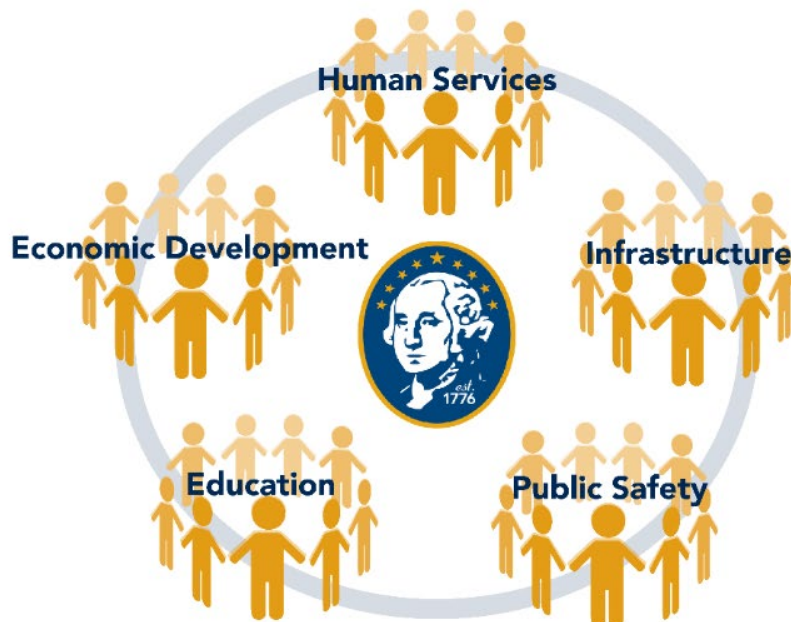 Human Services
Economic Development
Infrastructure
est.
1776
Education
Public Safety